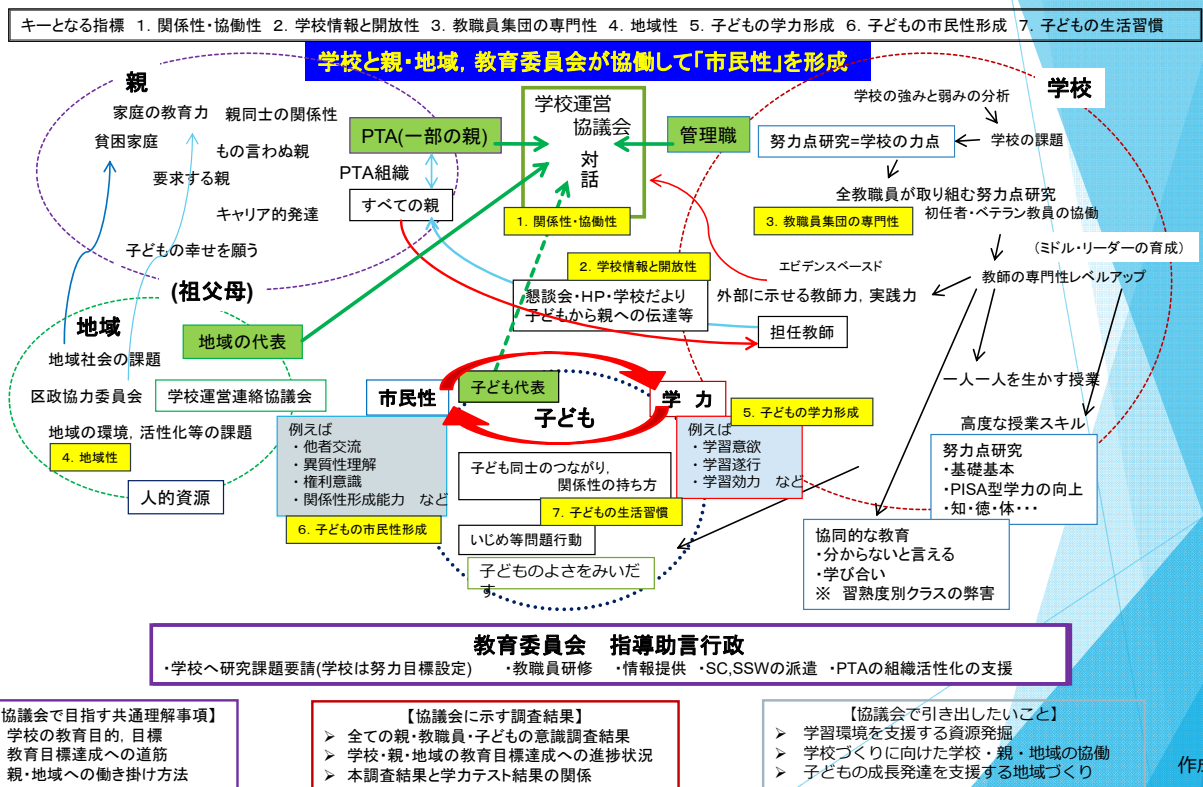 キーとなる指標 1. 関係性・協働性 2. 学校情報と開放性 3. 教職員集団の専門性 4. 地域性 5. 子どもの学力形成 6. 子どもの市民性形成 7. 子どもの生活習慣
学校と親・地域, 教育委員会が協働して「市民性」を形成
親
家庭の教育力
親同士の関係性
貧困家庭
もの言わぬ親
要求する親
キャリア的発達
子どもの幸せを願う
(祖父母)
PTA(一部の親)
PTA組織
すべての親
学校運営
協議会
対
話
管理職
1. 関係性・協働性
学校
学校の強みと弱みの分析
努力点研究=学校の力点
学校の課題
全教職員が取り組む努力点研究
3. 教職員集団の専門性
初任者・ベテラン教員の協働
(ミドル・リーダーの育成)
教師の専門性レベルアップ
エビデンスベースド
外部に示せる教師力, 実践力
2. 学校情報と開放性
懇談会・HP・学校だより
子どもから親への伝達等
担任教師
地域
地域の代表
地域社会の課題
区政協力委員会
学校運営連絡協議会
地域の環境, 活性化等の課題
4. 地域性
人的資源
市民性
子ども代表
子ども
学 力
5. 子どもの学力形成
例えば
・他者交流
・異質性理解
・権利意識
・関係性形成能力 など
6. 子どもの市民性形成
例えば
・学習意欲
・学習遂行
・学習効力 など
子ども同士のつながり,
関係性の持ち方
7. 子どもの生活習慣
いじめ等問題行動
子どものよさをみいだ
す
一人一人を生かす授業
高度な授業スキル
努力点研究
・基礎基本
・PISA型学力の向上
・知・徳・体・・・
協同的な教育
・分からないと言える
・学び合い
※ 習熟度別クラスの弊害
教育委員会 指導助言行政
・学校へ研究課題要請(学校は努力目標設定) ・教職員研修 ・情報提供 ・SC,SSWの派遣 ・PTAの組織活性化の支援
協議会で目指す共通理解事項】
学校の教育目的, 目標
教育目標達成への道筋
親・地域への働き掛け方法
【協議会に示す調査結果】
➢ 全ての親・教職員・子どもの意識調査結果
➢ 学校・親・地域の教育目標達成への進捗状況
➢ 本調査結果と学力テスト結果の関係
【協議会で引き出したいこと】
➢ 学習環境を支援する資源発掘
➢ 学校づくりに向けた学校・親・地域の協働
➢ 子どもの成長発達を支援する地域づくり
作成